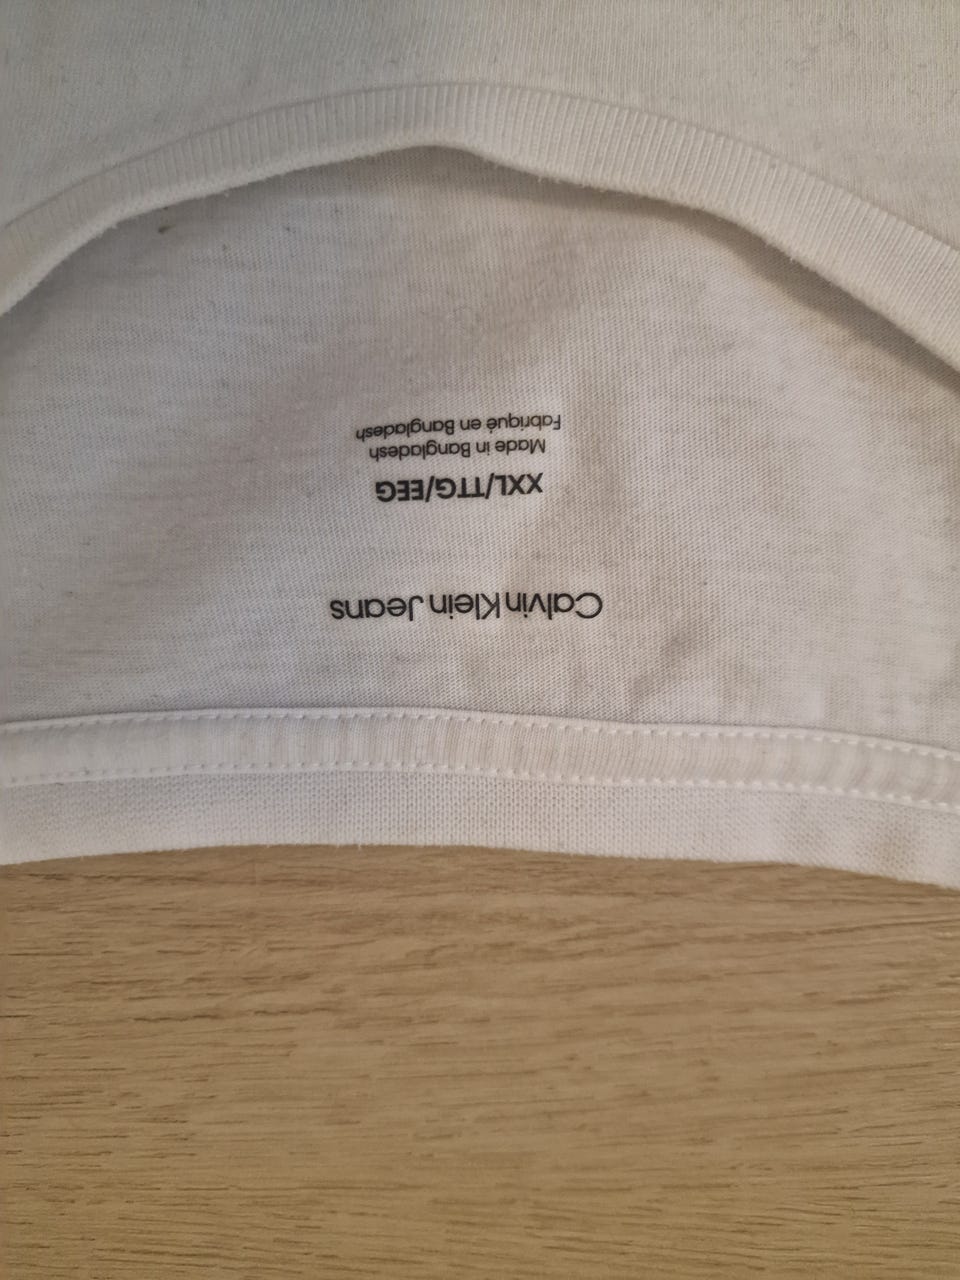 Calvin Klein Jeans
XXL/TTG/EEG
Made in Bangladesh
Fabriqué en Bangladesh